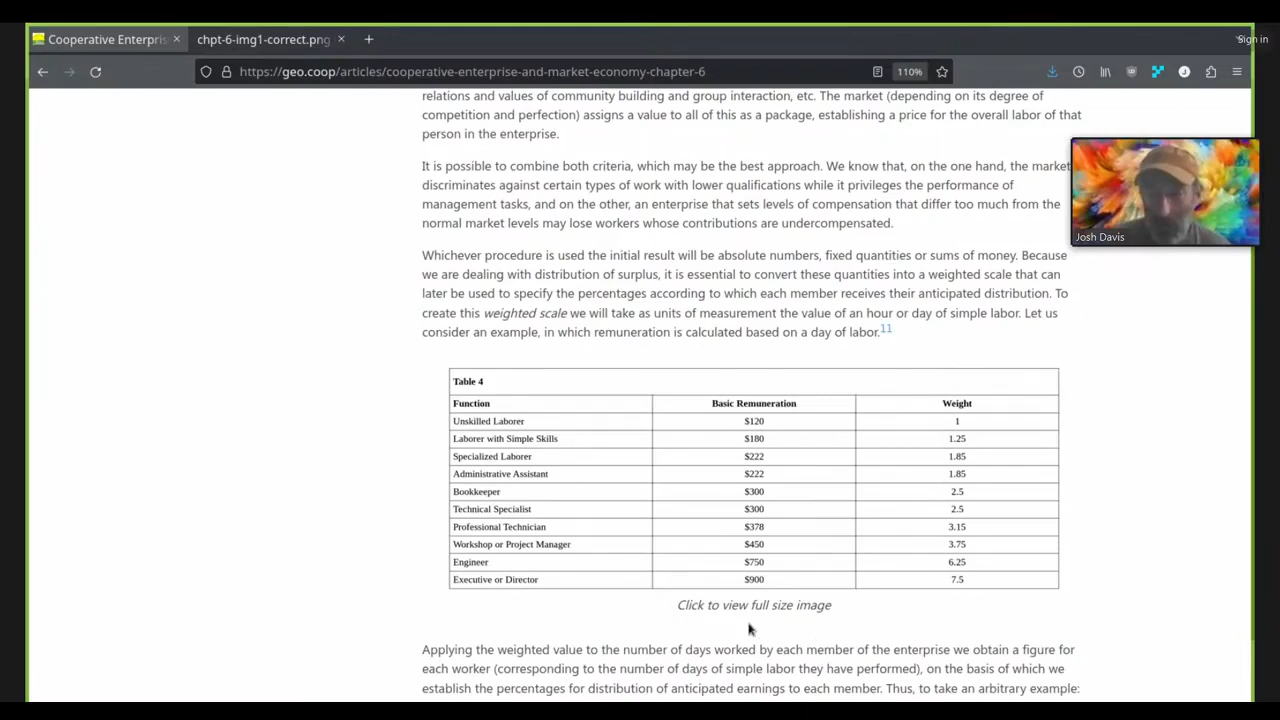 Cooperative Enterpris
chpt-6-img1-correct.png
Sign in
https://geo.coop/articles/cooperative-enterprise-and-market-economy-chapter-6
110%
relations and values of community building and group interaction, etc. The market (depending on its degree of
competition and perfection) assigns a value to all of this as a package, establishing a price for the overall labor of that
person in the enterprise.
It is possible to combine both criteria, which may be the best approach. We know that, on the one hand, the market
discriminates against certain types of work with lower qualifications while it privileges the performance of
management tasks, and on the other, an enterprise that sets levels of compensation that differ too much from the
normal market levels may lose workers whose contributions are undercompensated.
Josh Davis
Whichever procedure is used the initial result will be absolute numbers, fixed quantities or sums of money. Because
we are dealing with distribution of surplus, it is essential to convert these quantities into a weighted scale that can
later be used to specify the percentages according to which each member receives their anticipated distribution. To
create this weighted scale we will take as units of measurement the value of an hour or day of simple labor. Let us
consider an example, in which remuneration is calculated based on a day of labor.11
Table 4
Function Basic Remuneration Weight
Unskilled Laborer $120 1
Laborer with Simple Skills $180 1.25
Specialized Laborer $222 1.85
Administrative Assistant $222 1.85
Bookkeeper $300 2.5
Technical Specialist $300 2.5
Professional Technician $378 3.15
Workshop or Project Manager $450 3.75
Engineer $750 6.25
Executive or Director $900 7.5
Click to view full size image
Applying the weighted value to the number of days worked by each member of the enterprise we obtain a figure for
each worker (corresponding to the number of days of simple labor they have performed), on the basis of which we
establish the percentages for distribution of anticipated earnings to each member. Thus, to take an arbitrary example: